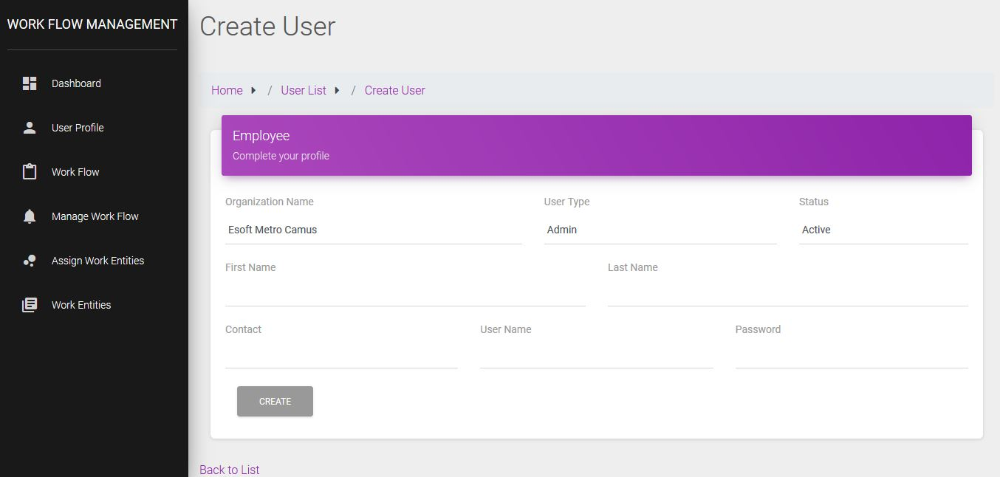 WORK FLOW MANAGEMENT
Dashboard
User Profile
Work Flow
Manage Work Flow
Assign Work Entities
Work Entities
Create User
Home / User List / Create User
Employee
Complete your profile
Organization Name User Type Status
Esoft Metro Camus Admin Active
First Name Last Name
Contact User Name Password
CREATE
Back to List